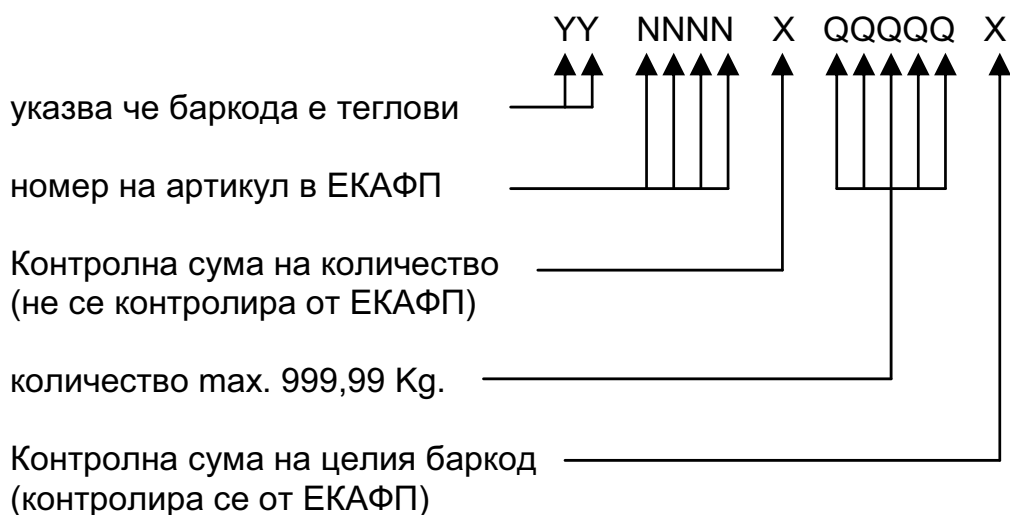 YY NNNN X QQQQQ X
указва че баркода е теглови
номер на артикул в ЕКАФП
Контролна сума на количество
(не се контролира от ЕКАФП)
количество max. 999,99 Kg.
Контролна сума на целия баркод
(контролира се от ЕКАФП)